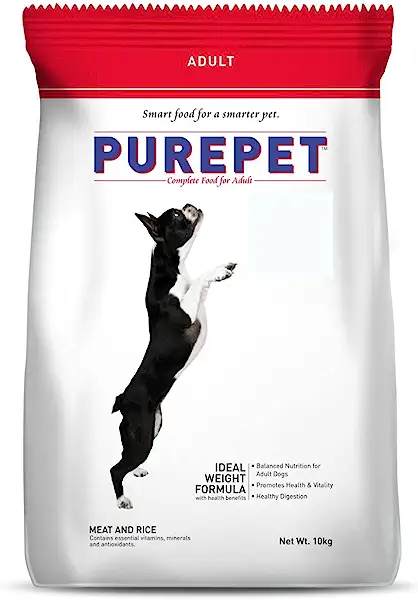 ADULT
Smart food for a smarter pet.
PUREPET™
Complete Food for Adult
IDEAL
WEIGHT
FORMULA
with health benefits
• Balanced Nutrition for
Adult Dogs
• Promotes Health & Vitality
• Healthy Digestion
MEAT AND RICE
Contains essential vitamins, minerals
and antioxidants.
Net Wt. 10kg